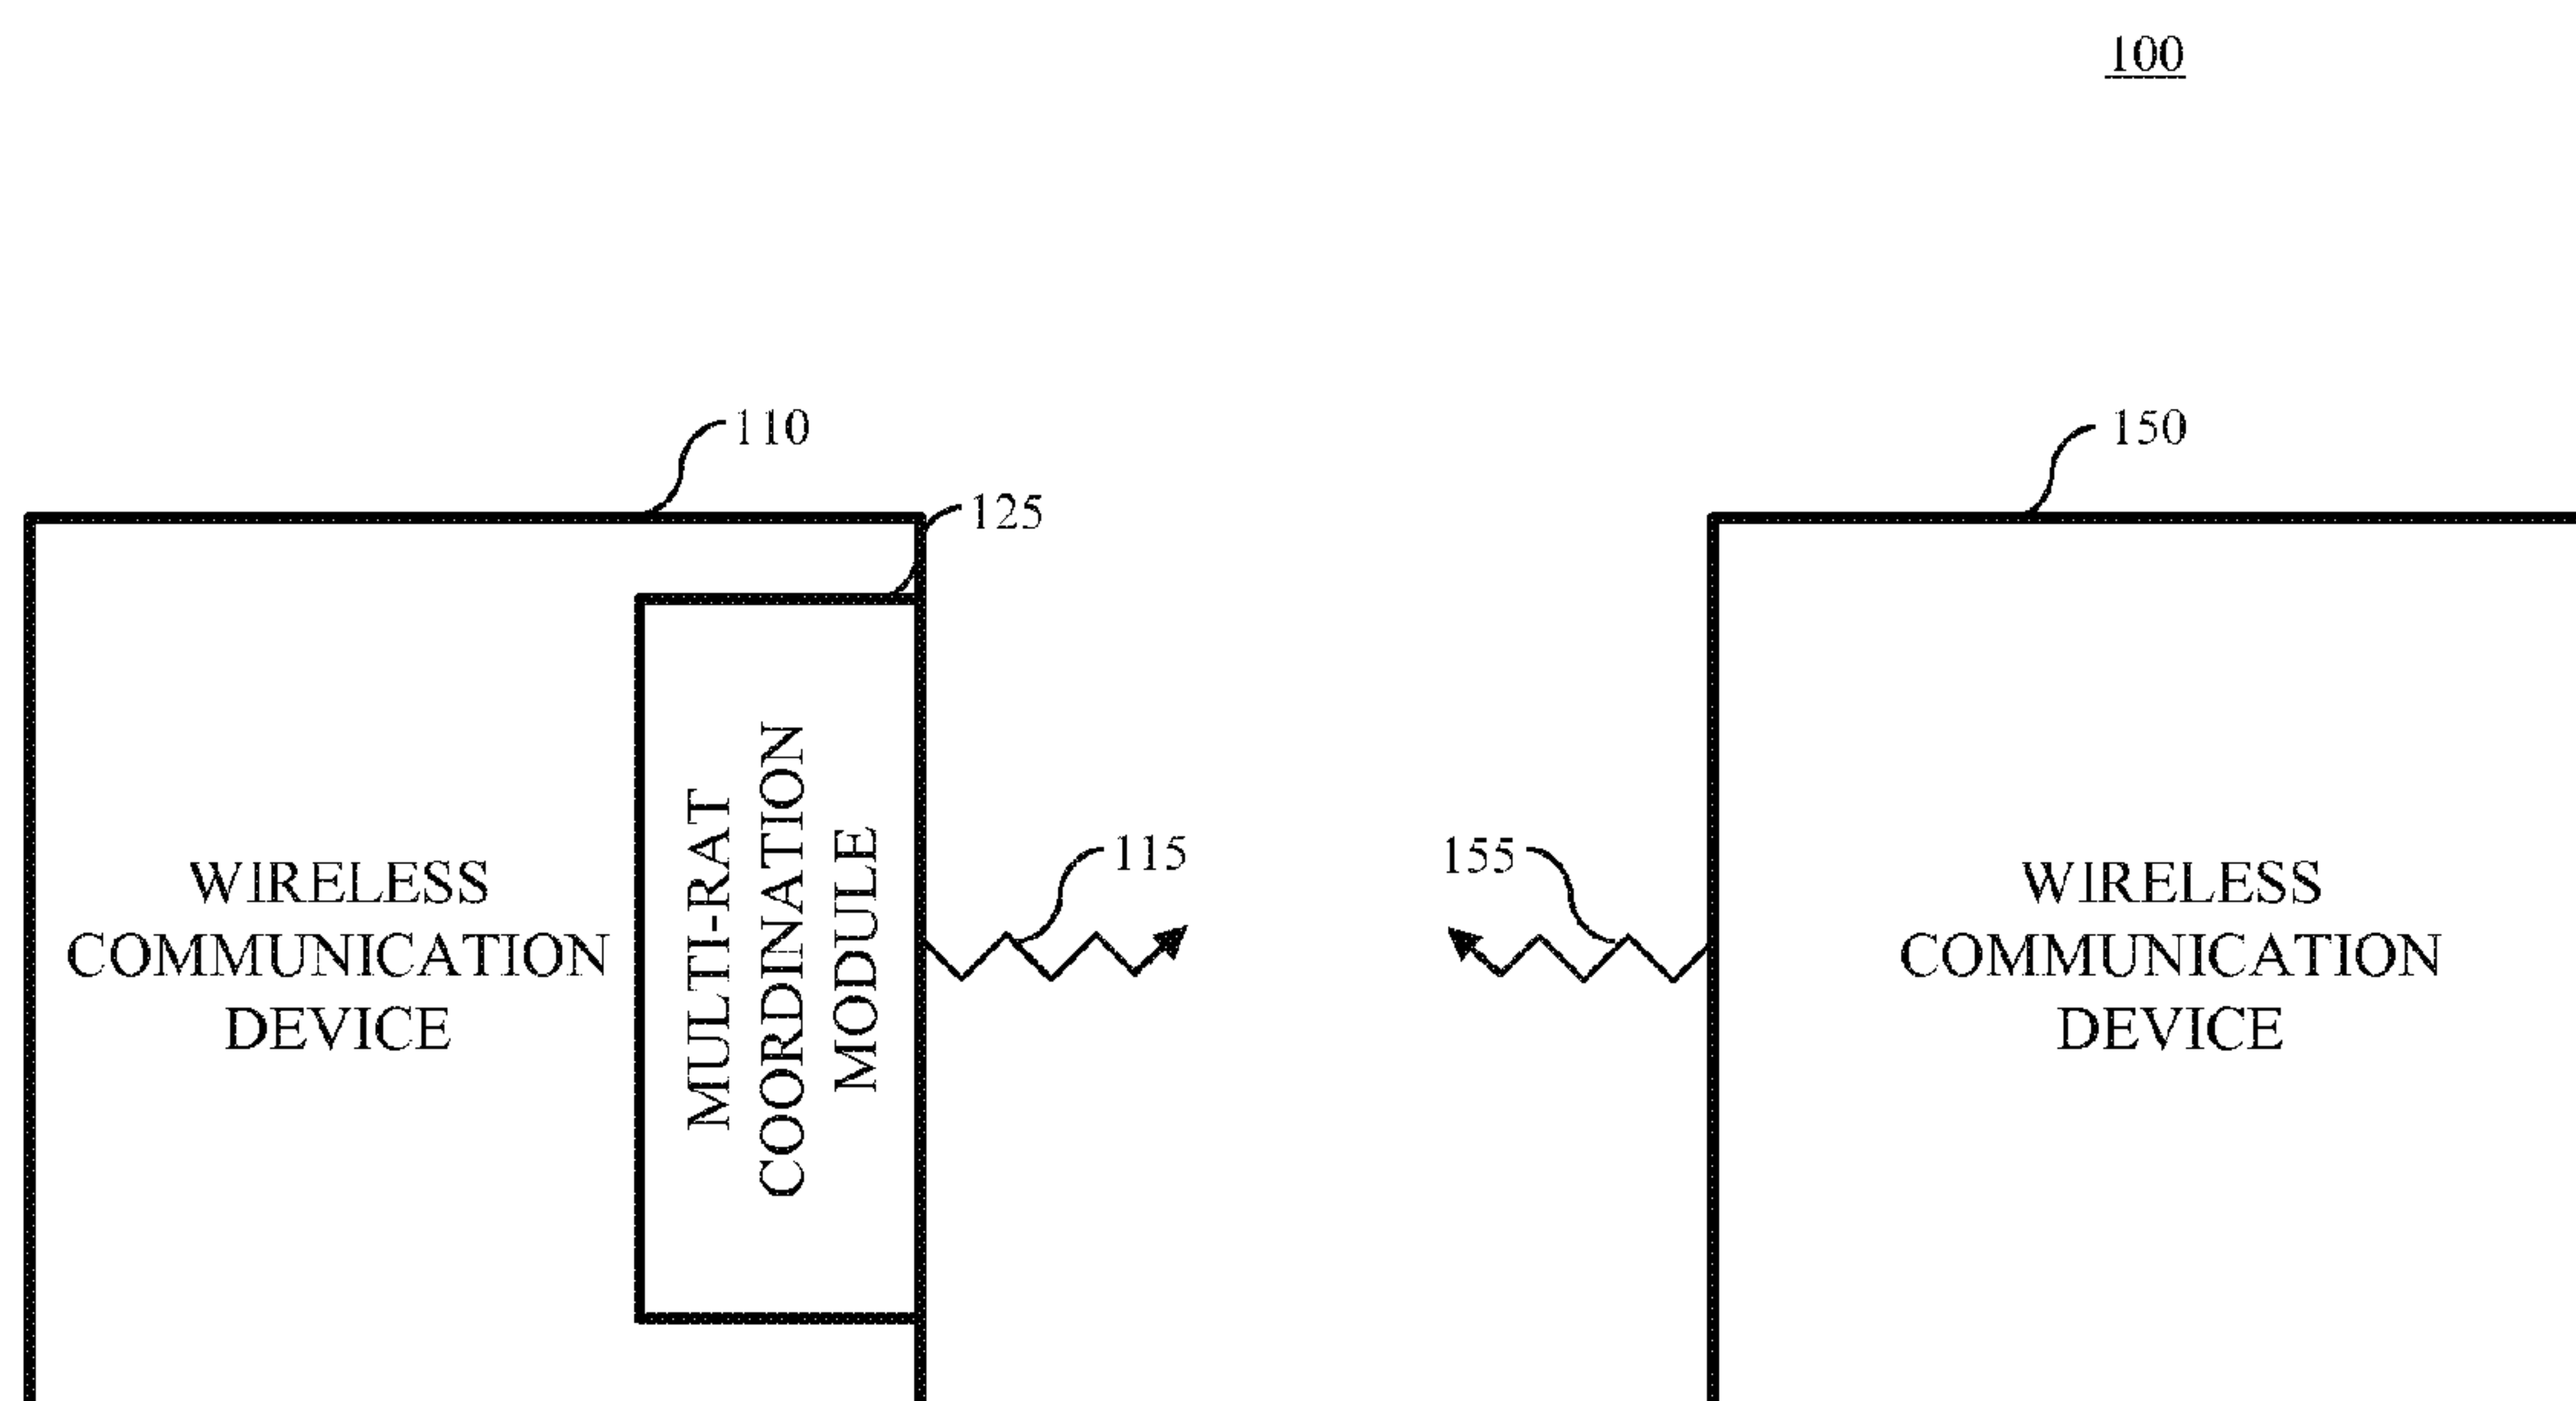 100
110
150
125
MULTI-RAT
COORDINATION
MODULE
115
155
WIRELESS
COMMUNICATION
DEVICE
WIRELESS
COMMUNICATION
DEVICE